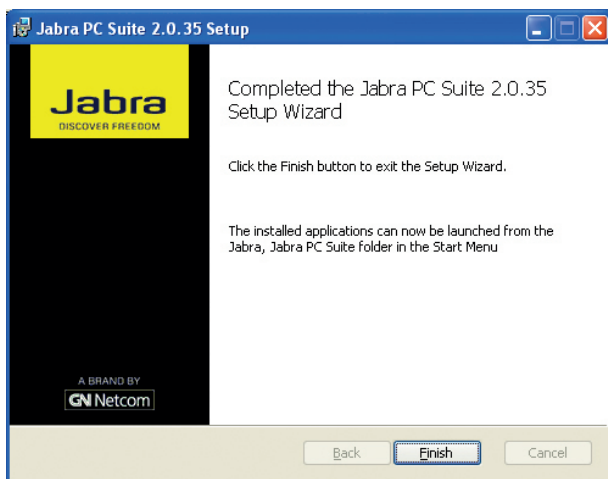 Jabra PC Suite 2.0.35 Setup
Jabra
DISCOVER FREEDOM
Completed the Jabra PC Suite 2.0.35
Setup Wizard
Click the Finish button to exit the Setup Wizard.
The installed applications can now be launched from the
Jabra, Jabra PC Suite folder in the Start Menu
A BRAND BY
GN Netcom
Back
Finish
Cancel